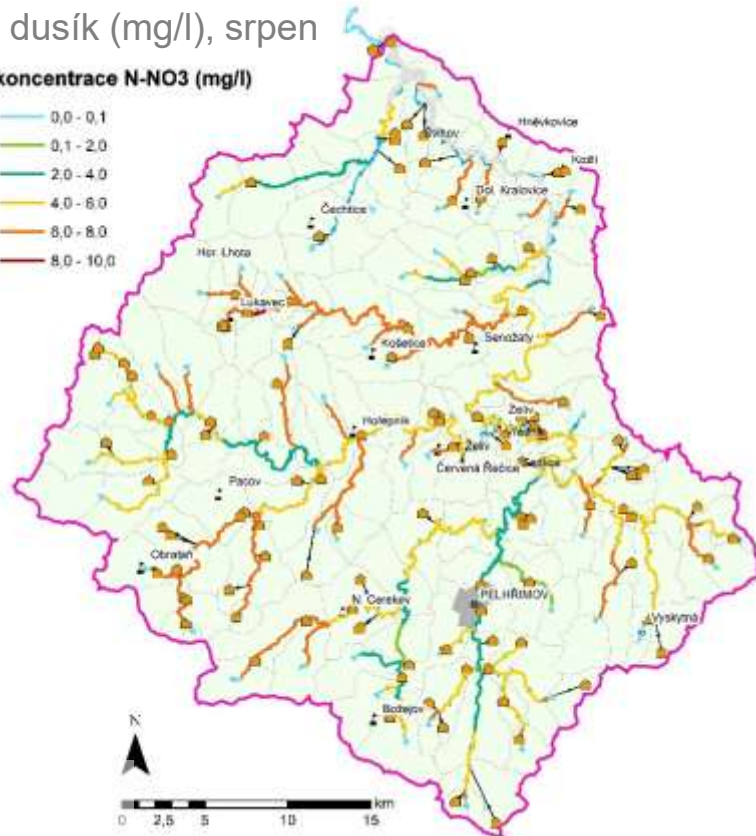 dusík (mg/l), srpen
koncentrace N-NO3 (mg/l)
0,0 - 0,1
0,1 - 2,0
2,0 - 4,0
4,0 - 6,0
6,0 - 8,0
8,0 - 10,0
Hněvkovice
Kožlí
Dol. Kralovice
Čechtice
Hor. Lhota
Lukavec
Košetice
Senožaty
Želiv
Hořepník
Želiv
Červená Řečice
Sedlice
Pacov
Obrataň
N. Cerekev
PELHŘIMOV
Vyskytná
Božejov
N
km
0 2,5 5 10 15